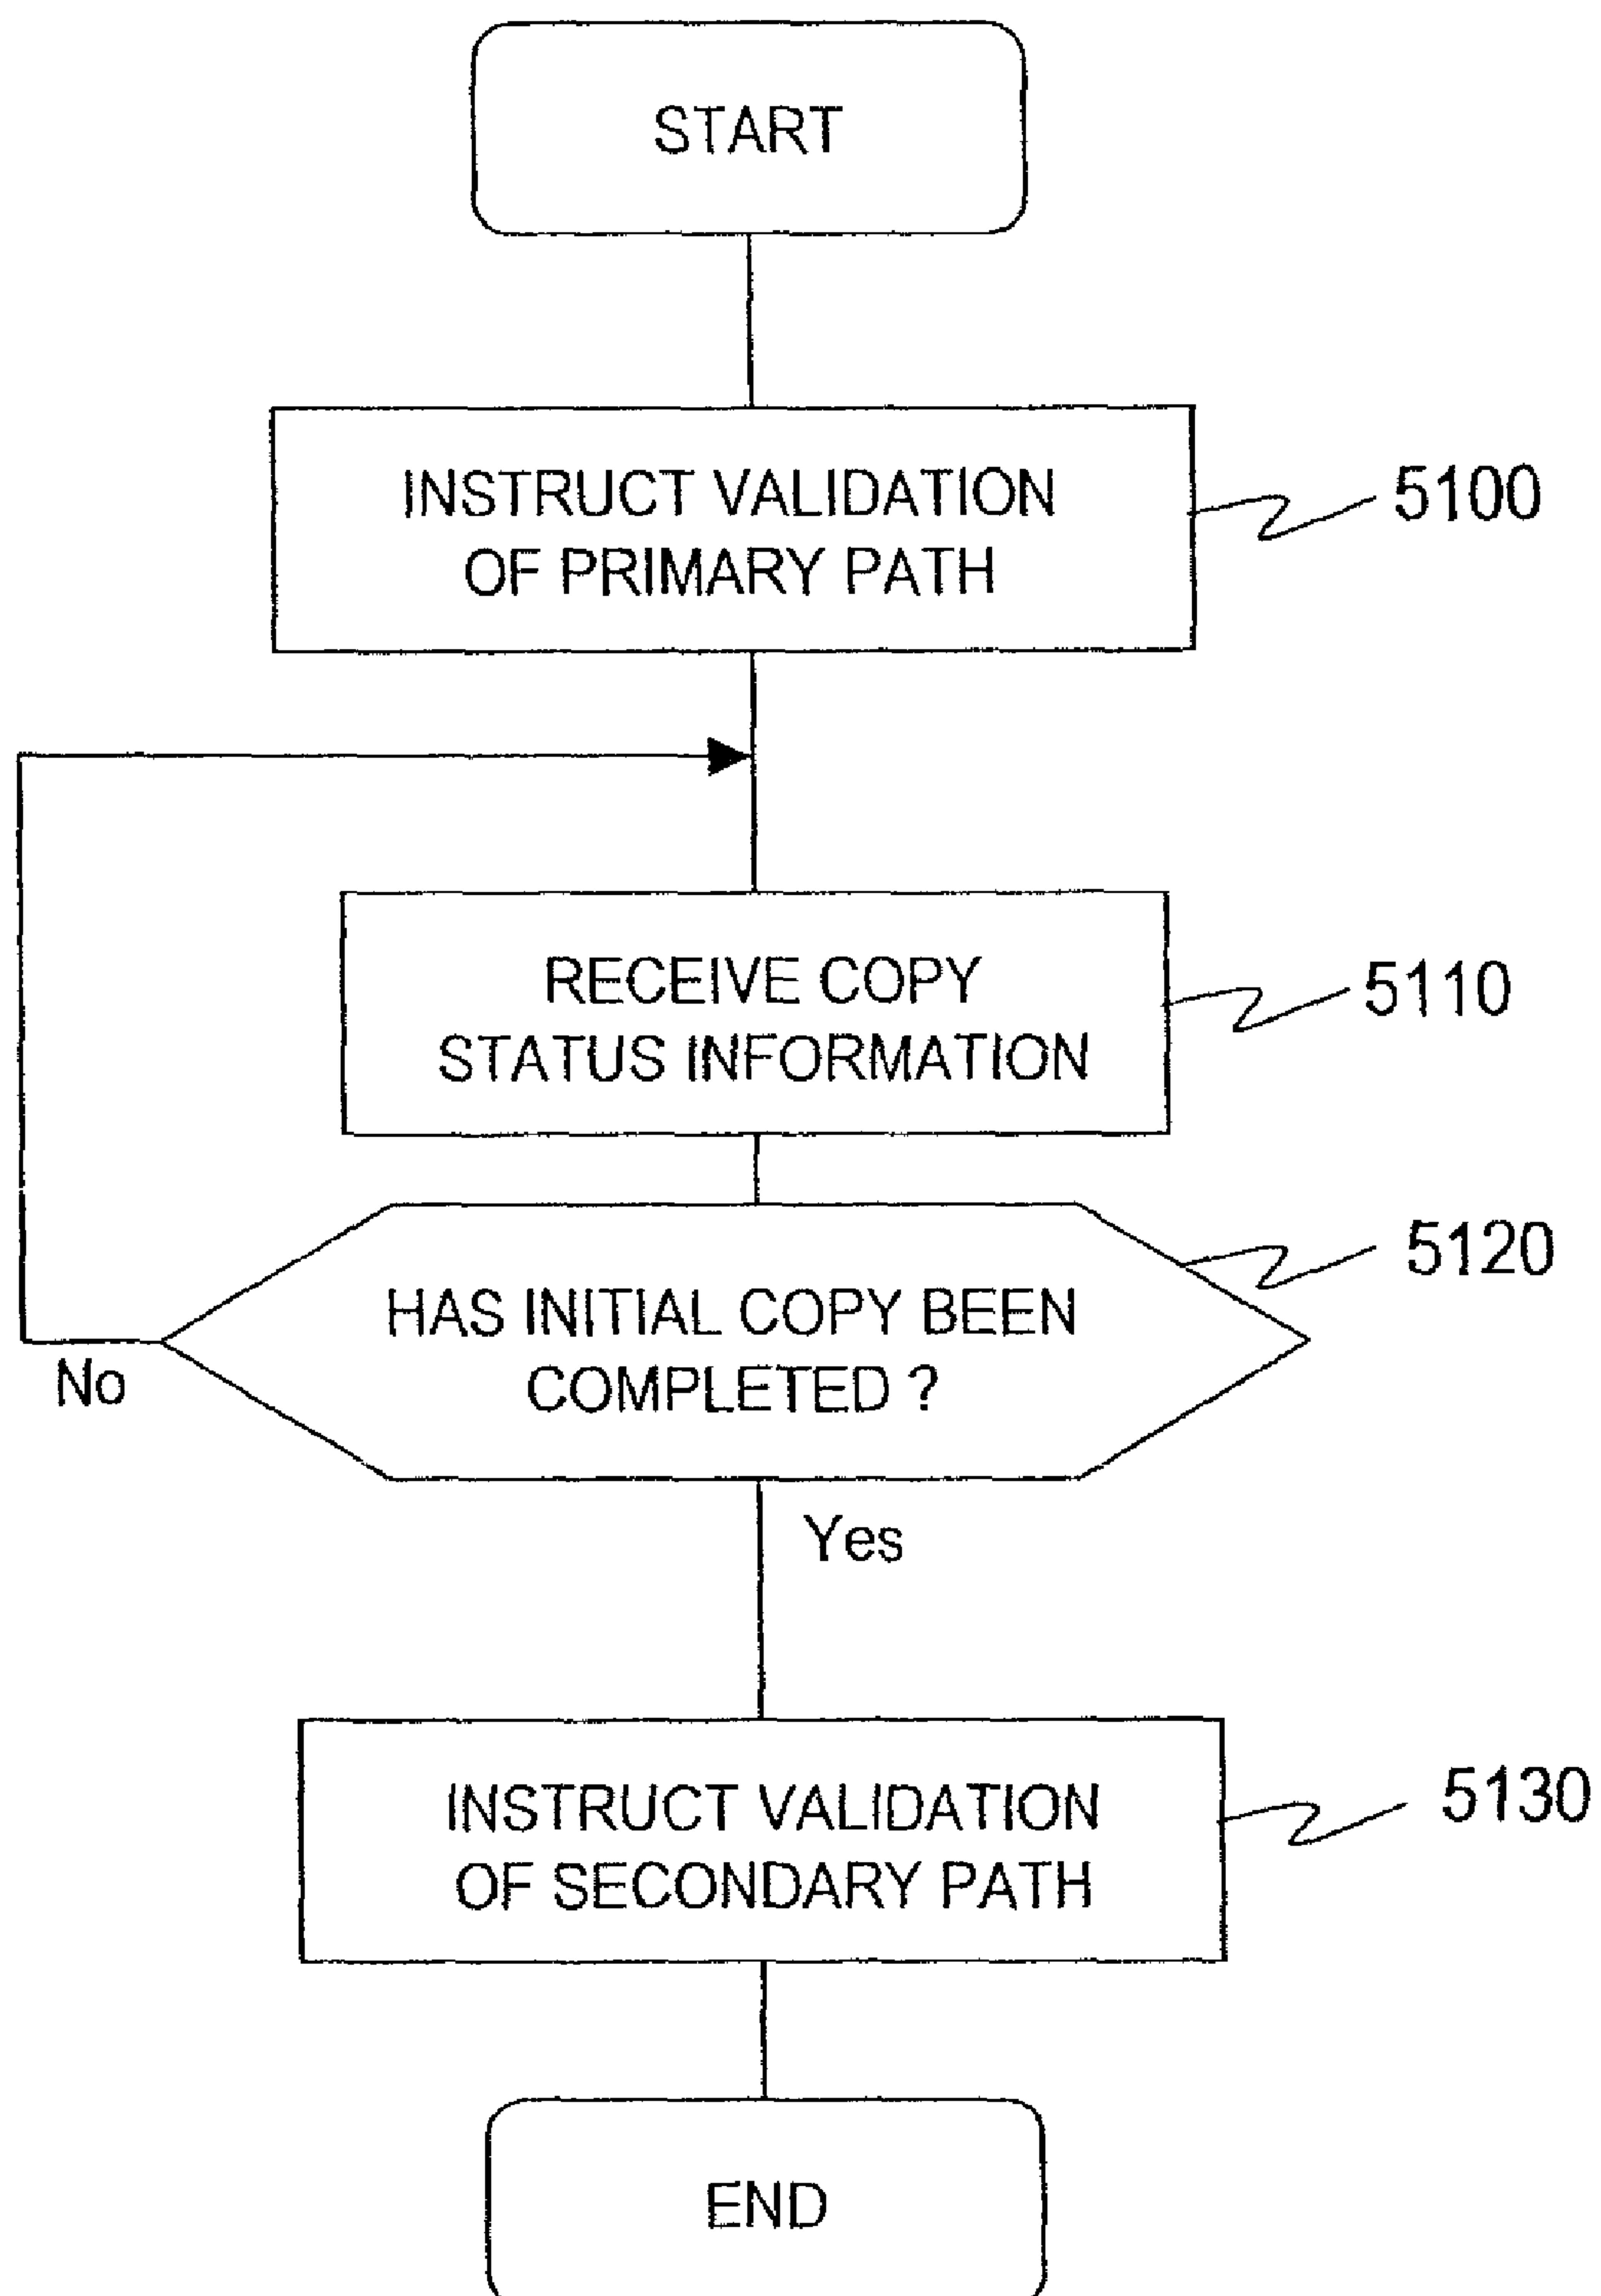 START
INSTRUCT VALIDATION
OF PRIMARY PATH
5100
RECEIVE COPY
STATUS INFORMATION
5110
HAS INITIAL COPY BEEN
COMPLETED ?
5120
No
Yes
INSTRUCT VALIDATION
OF SECONDARY PATH
5130
END